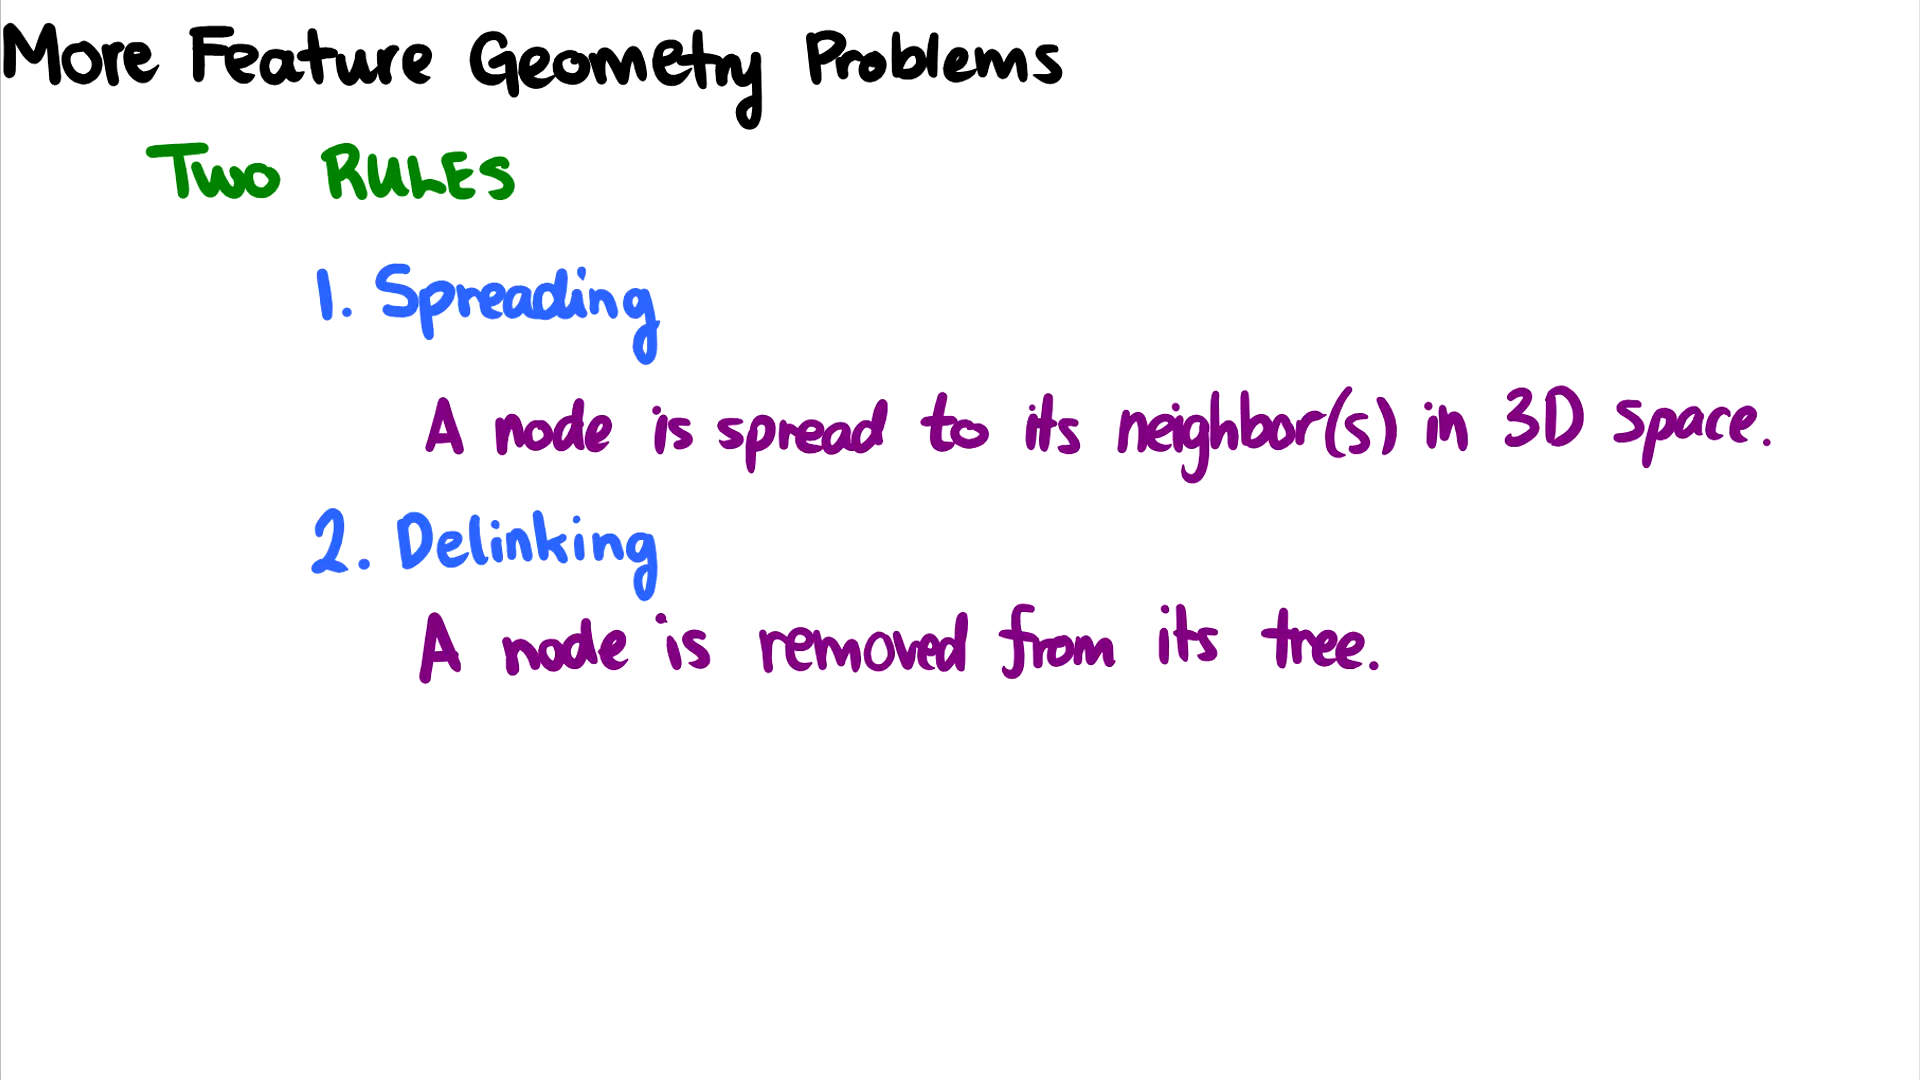 More Feature Geometry Problems
Two RULES
1. Spreading
A node is spread to its neighbor(s) in 3D space.
2. Delinking
A node is removed from its tree.